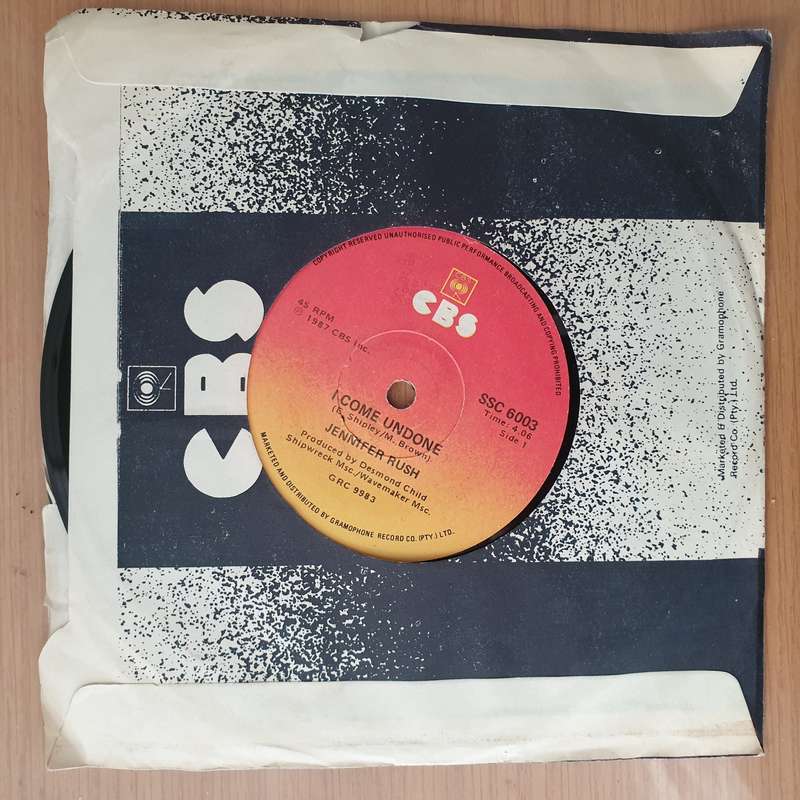 CBS
Marketed & Distributed by Gramophone
Record Co. (Pty.) Ltd.
COPYRIGHT RESERVED UNAUTHORISED PUBLIC PERFORMANCE BROADCASTING AND COPYING PROHIBITED
CBS
45 RPM
℗ 1987 CBS Inc.
SSC 6003
Time: 4.06
Side 1
I COME UNDONE
(E. Shipley/M. Brown)
JENNIFER RUSH
Produced by Desmond Child
Shipwreck Msc./Wavemaker Msc.
GRC 9983
MARKETED AND DISTRIBUTED BY GRAMOPHONE RECORD CO. (PTY.) LTD.